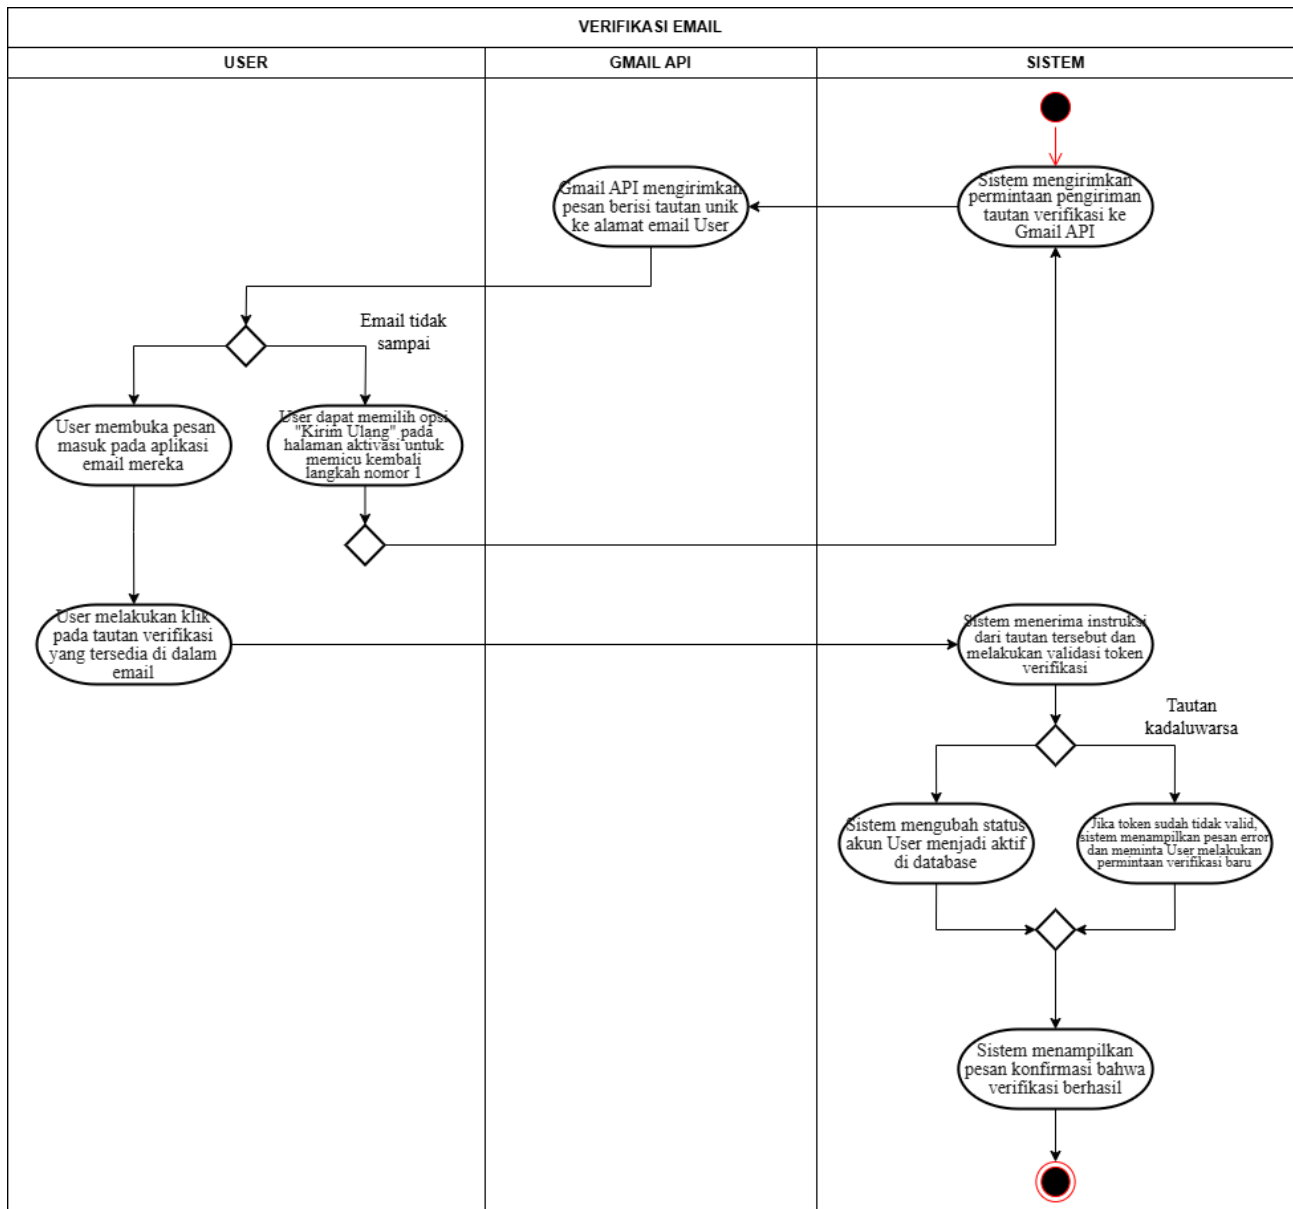 VERIFIKASI EMAIL
USER
GMAIL API
SISTEM
Sistem mengirimkan
permintaan pengiriman
tautan verifikasi ke
Gmail API
Gmail API mengirimkan
pesan berisi tautan unik
ke alamat email User
Email tidak
sampai
User membuka pesan
masuk pada aplikasi
email mereka
User dapat memilih opsi
"Kirim Ulang" pada
halaman aktivasi untuk
memicu kembali
langkah nomor 1
User melakukan klik
pada tautan verifikasi
yang tersedia di dalam
email
Sistem menerima instruksi
dari tautan tersebut dan
melakukan validasi token
verifikasi
Tautan
kadaluwarsa
Sistem mengubah status
akun User menjadi aktif
di database
Jika token sudah tidak valid,
sistem menampilkan pesan error
dan meminta User melakukan
permintaan verifikasi baru
Sistem menampilkan
pesan konfirmasi bahwa
verifikasi berhasil